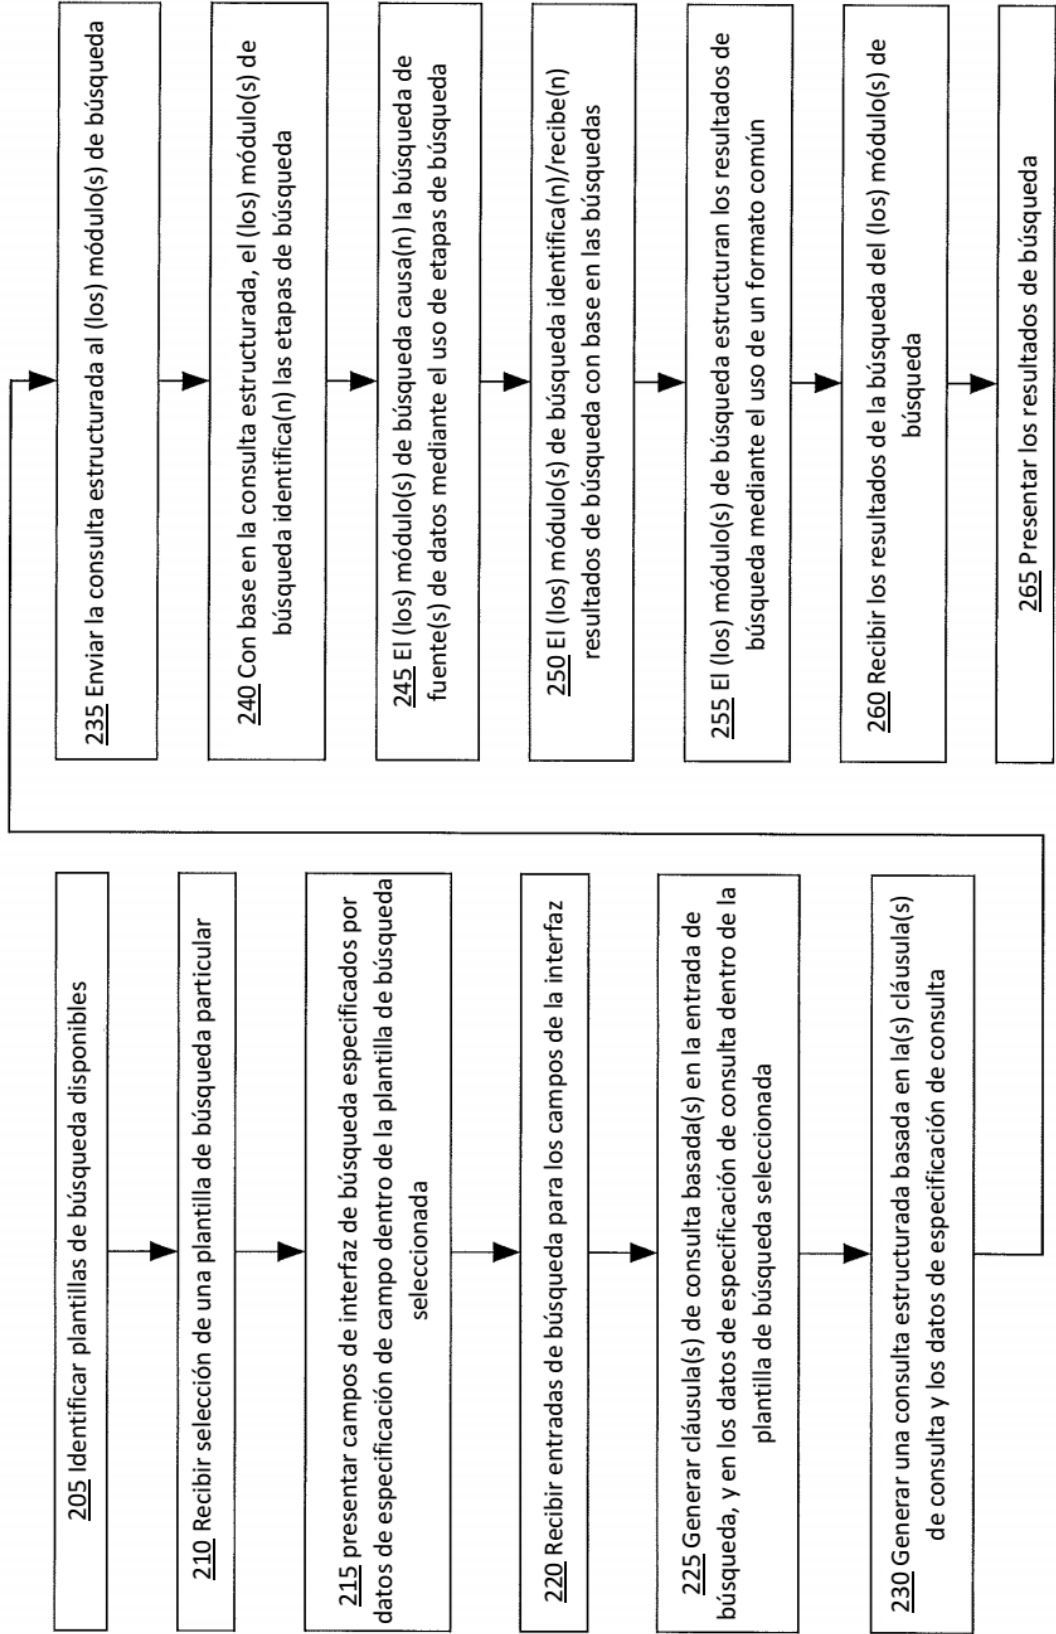 205 Identificar plantillas de búsqueda disponibles
210 Recibir selección de una plantilla de búsqueda particular
215 presentar campos de interfaz de búsqueda especificados por
datos de especificación de campo dentro de la plantilla de búsqueda
seleccionada
220 Recibir entradas de búsqueda para los campos de la interfaz
225 Generar cláusula(s) de consulta basada(s) en la entrada de
búsqueda, y en los datos de especificación de consulta dentro de la
plantilla de búsqueda seleccionada
230 Generar una consulta estructurada basada en la(s) cláusula(s)
de consulta y los datos de especificación de consulta
235 Enviar la consulta estructurada al (los) módulo(s) de búsqueda
240 Con base en la consulta estructurada, el (los) módulo(s) de
búsqueda identifica(n) las etapas de búsqueda
245 El (los) módulo(s) de búsqueda causa(n) la búsqueda de
fuente(s) de datos mediante el uso de etapas de búsqueda
250 El (los) módulo(s) de búsqueda identifica(n)/recibe(n)
resultados de búsqueda con base en las búsquedas
255 El (los) módulo(s) de búsqueda estructuran los resultados de
búsqueda mediante el uso de un formato común
260 Recibir los resultados de la búsqueda del (los) módulo(s) de
búsqueda
265 Presentar los resultados de búsqueda